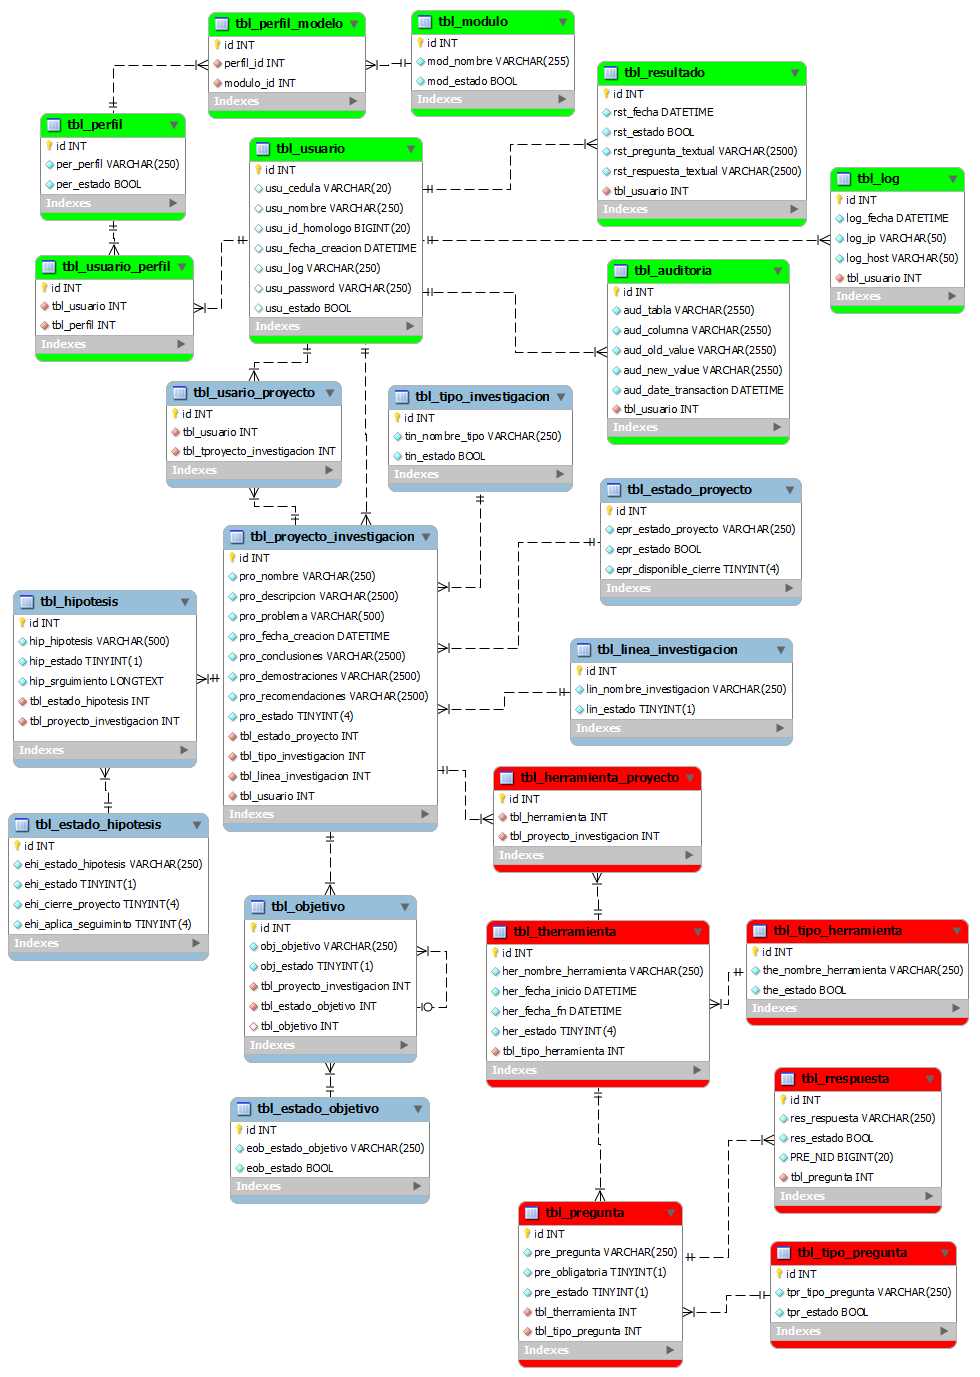 tbl_perfil_modelo
id INT
perfil_id INT
modulo_id INT
Indexes
tbl_modulo
id INT
mod_nombre VARCHAR(255)
mod_estado BOOL
Indexes
tbl_resultado
id INT
rst_fecha DATETIME
rst_estado BOOL
rst_pregunta_textual VARCHAR(2500)
rst_respuesta_textual VARCHAR(2500)
tbl_usuario INT
Indexes
tbl_perfil
id INT
per_perfil VARCHAR(250)
per_estado BOOL
Indexes
tbl_usuario
id INT
usu_cedula VARCHAR(20)
usu_nombre VARCHAR(250)
usu_id_homologo BIGINT(20)
usu_fecha_creacion DATETIME
usu_log VARCHAR(250)
usu_password VARCHAR(250)
usu_estado BOOL
Indexes
tbl_log
id INT
log_fecha DATETIME
log_ip VARCHAR(50)
log_host VARCHAR(50)
tbl_usuario INT
Indexes
tbl_usuario_perfil
id INT
tbl_usuario INT
tbl_perfil INT
Indexes
tbl_auditoria
id INT
aud_tabla VARCHAR(2550)
aud_columna VARCHAR(2550)
aud_old_value VARCHAR(2550)
aud_new_value VARCHAR(2550)
aud_date_transaction DATETIME
tbl_usuario INT
Indexes
tbl_usario_proyecto
id INT
tbl_usuario INT
tbl_tproyecto_investigacion INT
Indexes
tbl_tipo_investigacion
id INT
tin_nombre_tipo VARCHAR(250)
tin_estado BOOL
Indexes
tbl_estado_proyecto
id INT
epr_estado_proyecto VARCHAR(250)
epr_estado BOOL
epr_disponible_cierre TINYINT(4)
Indexes
tbl_proyecto_investigacion
id INT
pro_nombre VARCHAR(250)
pro_descripcion VARCHAR(2500)
pro_problema VARCHAR(500)
pro_fecha_creacion DATETIME
pro_conclusiones VARCHAR(2500)
pro_demostraciones VARCHAR(2500)
pro_recomendaciones VARCHAR(2500)
pro_estado TINYINT(4)
tbl_estado_proyecto INT
tbl_tipo_investigacion INT
tbl_linea_investigacion INT
tbl_usuario INT
Indexes
tbl_hipotesis
id INT
hip_hipotesis VARCHAR(500)
hip_estado TINYINT(1)
hip_srguimiento LONGTEXT
tbl_estado_hipotesis INT
tbl_proyecto_investigacion INT
Indexes
tbl_linea_investigacion
id INT
lin_nombre_investigacion VARCHAR(250)
lin_estado TINYINT(1)
Indexes
tbl_herramienta_proyecto
id INT
tbl_herramienta INT
tbl_proyecto_investigacion INT
Indexes
tbl_estado_hipotesis
id INT
ehi_estado_hipotesis VARCHAR(250)
ehi_estado TINYINT(1)
ehi_cierre_proyecto TINYINT(4)
ehi_aplica_seguiminto TINYINT(4)
Indexes
tbl_objetivo
id INT
obj_objetivo VARCHAR(250)
obj_estado TINYINT(1)
tbl_proyecto_investigacion INT
tbl_estado_objetivo INT
tbl_objetivo INT
Indexes
tbl_therramienta
id INT
her_nombre_herramienta VARCHAR(250)
her_fecha_inicio DATETIME
her_fecha_fn DATETIME
her_estado TINYINT(4)
tbl_tipo_herramienta INT
Indexes
tbl_tipo_herramienta
id INT
the_nombre_herramienta VARCHAR(250)
the_estado BOOL
Indexes
tbl_estado_objetivo
id INT
eob_estado_objetivo VARCHAR(250)
eob_estado BOOL
Indexes
tbl_rrespuesta
id INT
res_respuesta VARCHAR(250)
res_estado BOOL
PRE_NID BIGINT(20)
tbl_pregunta INT
Indexes
tbl_pregunta
id INT
pre_pregunta VARCHAR(250)
pre_obligatoria TINYINT(1)
pre_estado TINYINT(1)
tbl_therramienta INT
tbl_tipo_pregunta INT
Indexes
tbl_tipo_pregunta
id INT
tpr_tipo_pregunta VARCHAR(250)
tpr_estado BOOL
Indexes